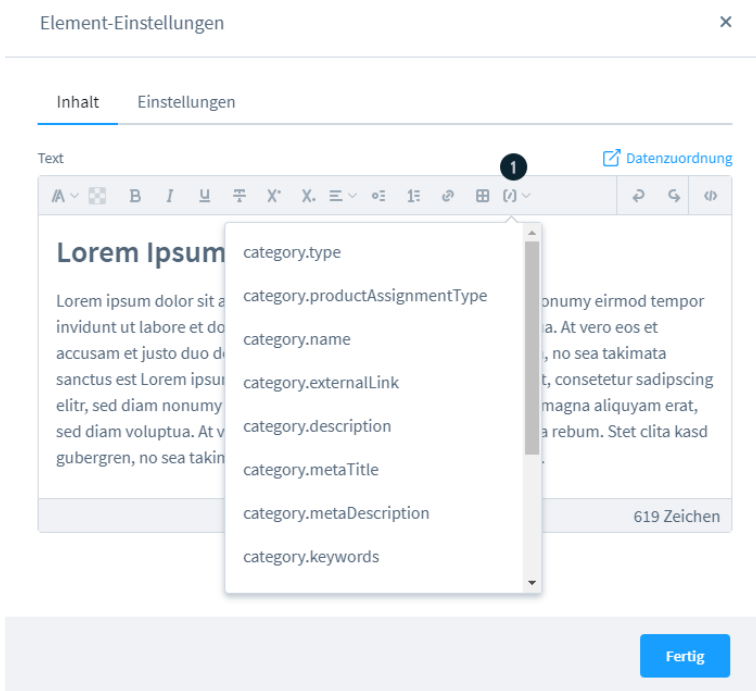 Element-Einstellungen
Inhalt Einstellungen
Text Datenzuordnung
1
B I U T X* X.
Lorem Ipsum
Lorem ipsum dolor sit a onumy eirmod tempor
invidunt ut labore et do a. At vero eos et
accusam et justo duo d , no sea takimata
sanctus est Lorem ipsu t, consetetur sadipscing
elitr, sed diam nonumy magna aliquyam erat,
sed diam voluptua. At v a rebum. Stet clita kasd
gubergren, no sea takin .
category.type
category.productAssignmentType
category.name
category.externalLink
category.description
category.metaTitle
category.metaDescription
category.keywords
619 Zeichen
Fertig